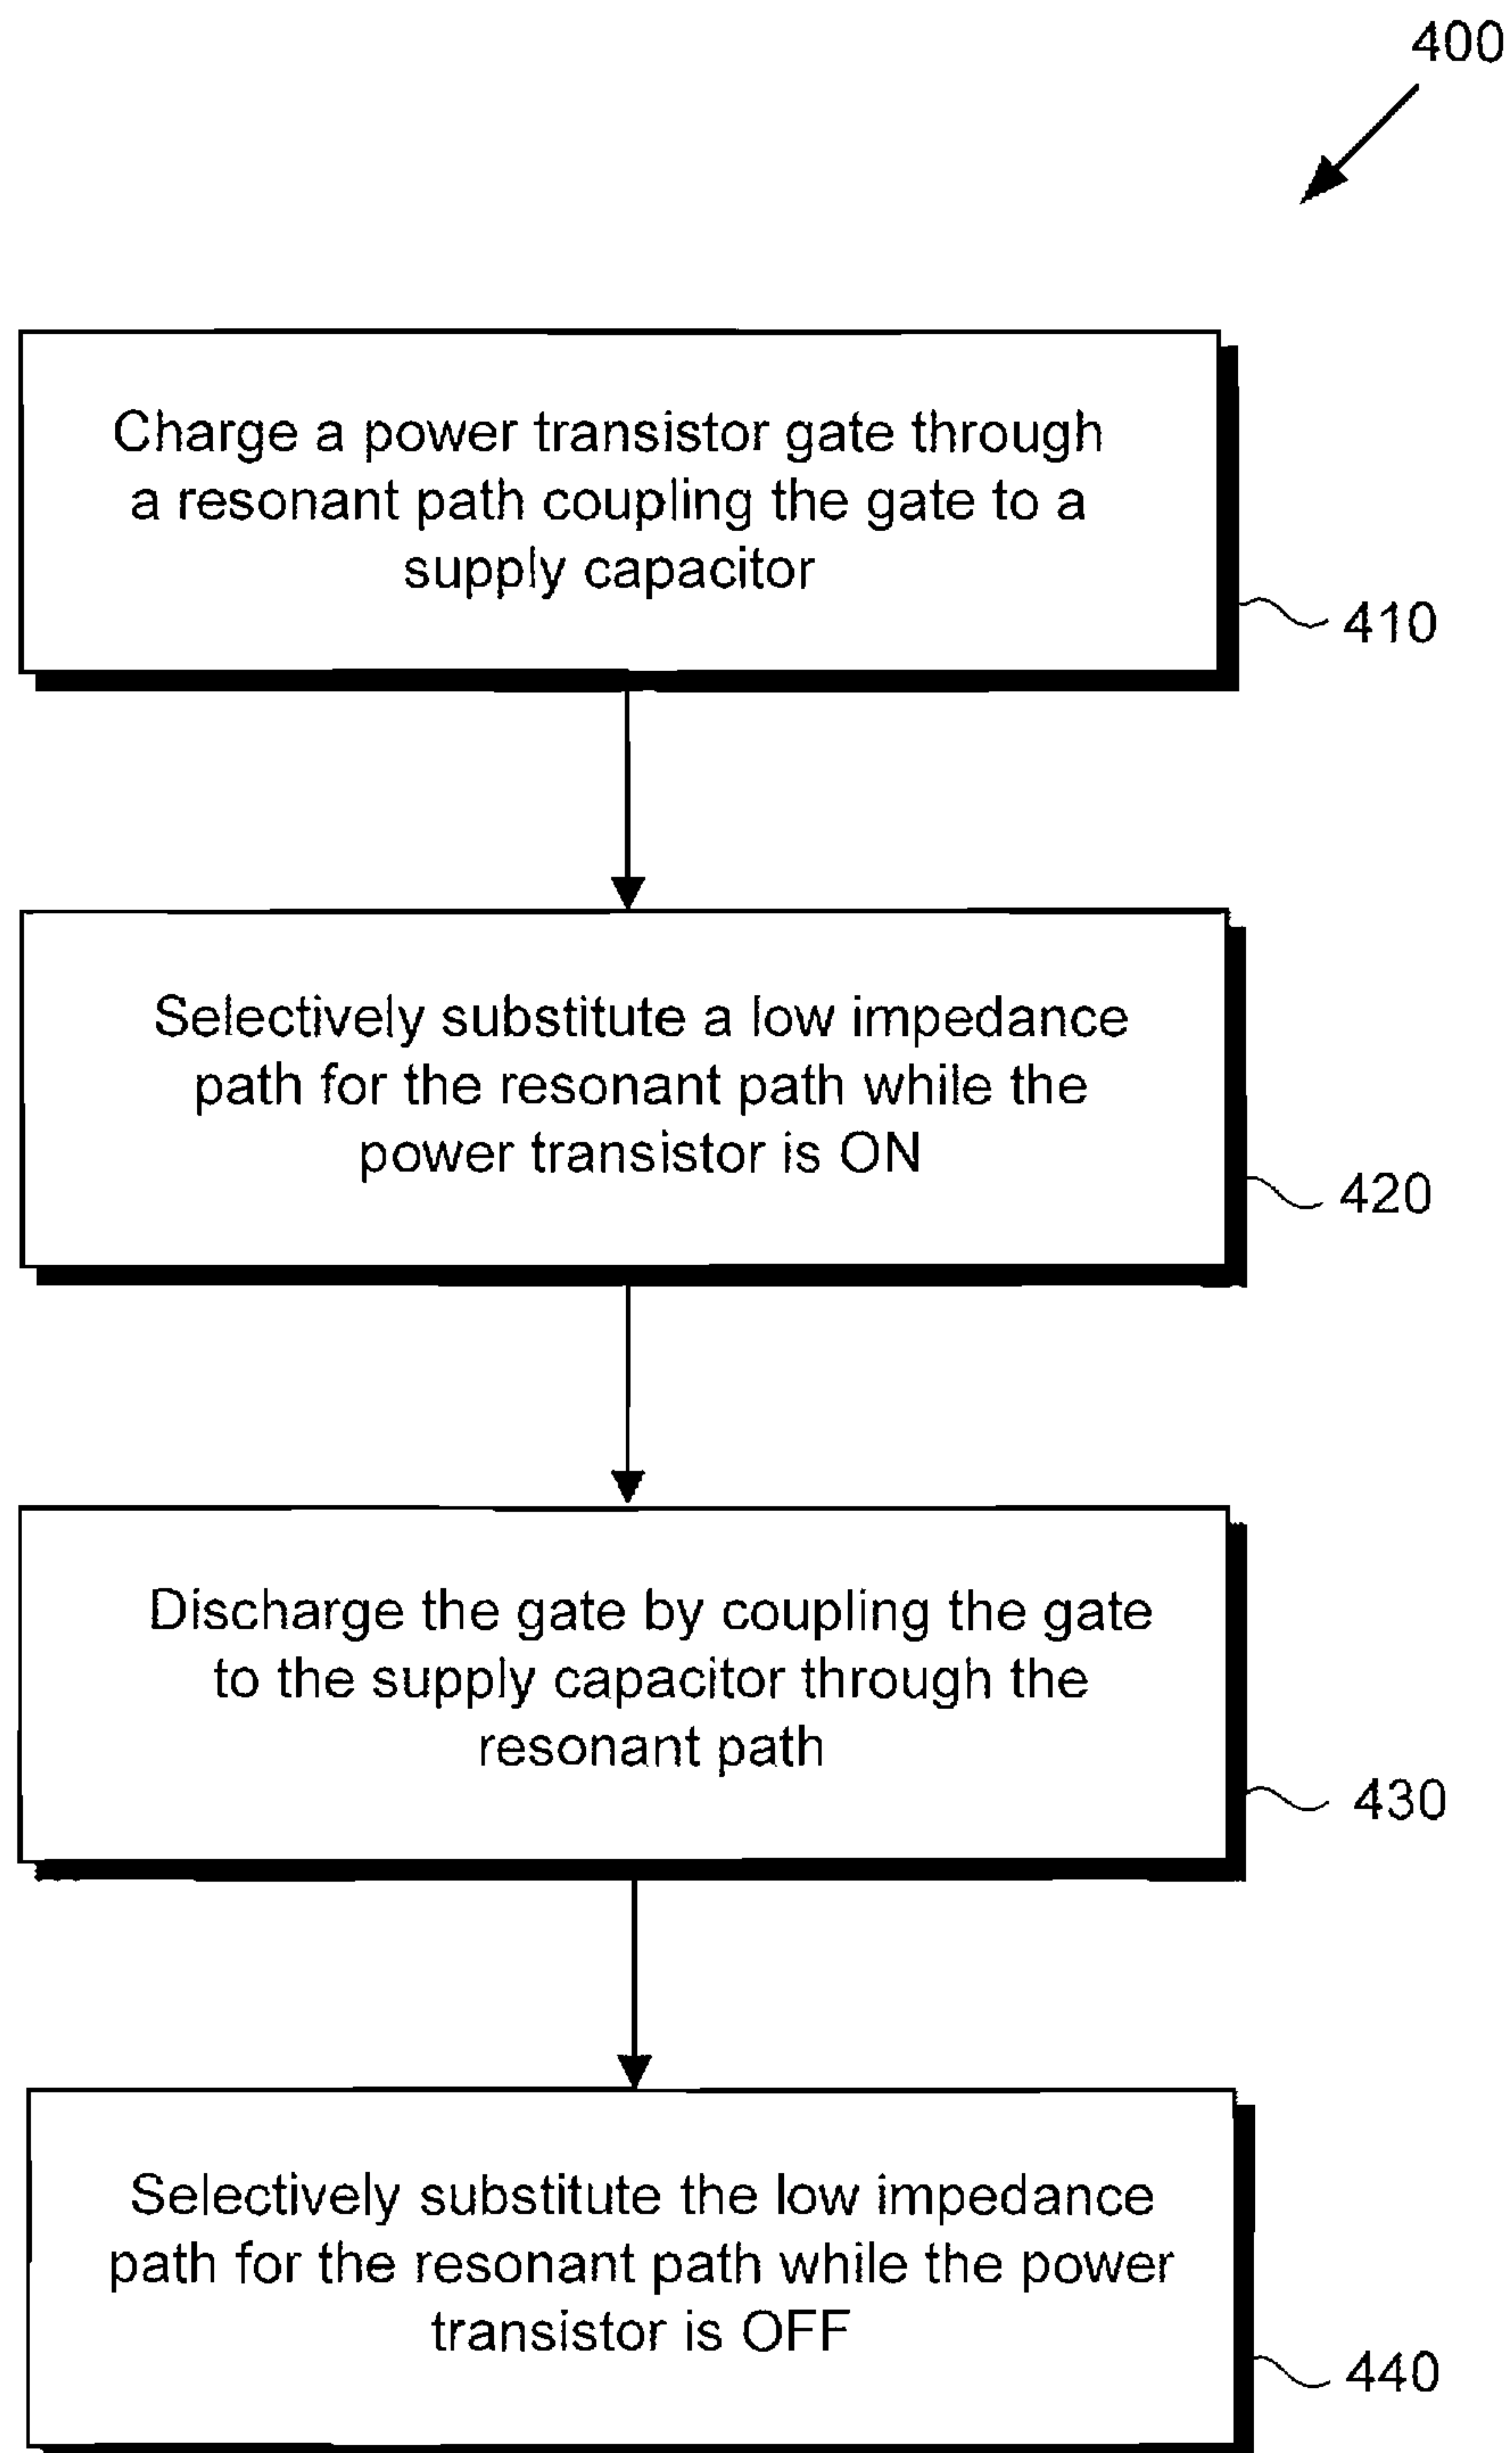 400
Charge a power transistor gate through
a resonant path coupling the gate to a
supply capacitor
410
Selectively substitute a low impedance
path for the resonant path while the
power transistor is ON
420
Discharge the gate by coupling the gate
to the supply capacitor through the
resonant path
430
Selectively substitute the low impedance
path for the resonant path while the power
transistor is OFF
440